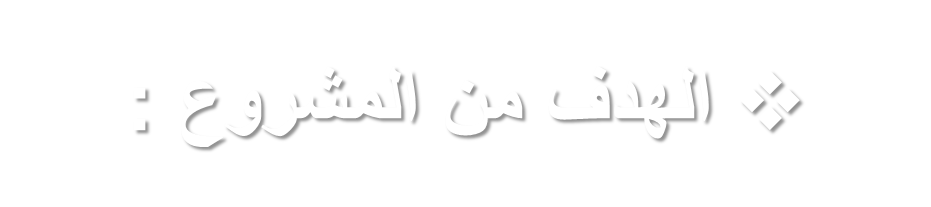 ❖ الهدف من المشروع :